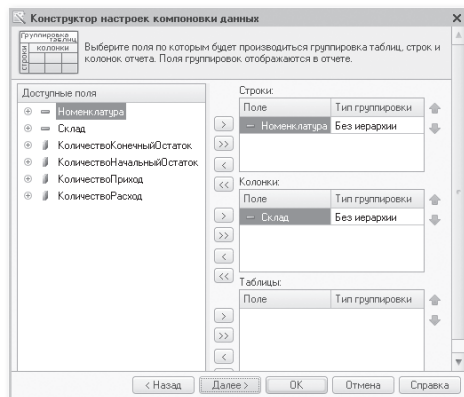 Конструктор настроек компоновки данных
Группировка
таблиц
строки
колонки
Выберите поля по которым будет производиться группировка таблиц, строк и
колонок отчета. Поля группировок отображаются в отчете.
Доступные поля
Номенклатура
Склад
КоличествоКонечныйОстаток
КоличествоНачальныйОстаток
КоличествоПриход
КоличествоРасход
>
>>
<
<<
>
>>
<
<<
>
>>
<
Строки:
Поле Тип группировки
Номенклатура Без иерархии
Колонки:
Поле Тип группировки
Склад Без иерархии
Таблицы:
Поле Тип группировки
< Назад Далее > ОК Отмена Справка